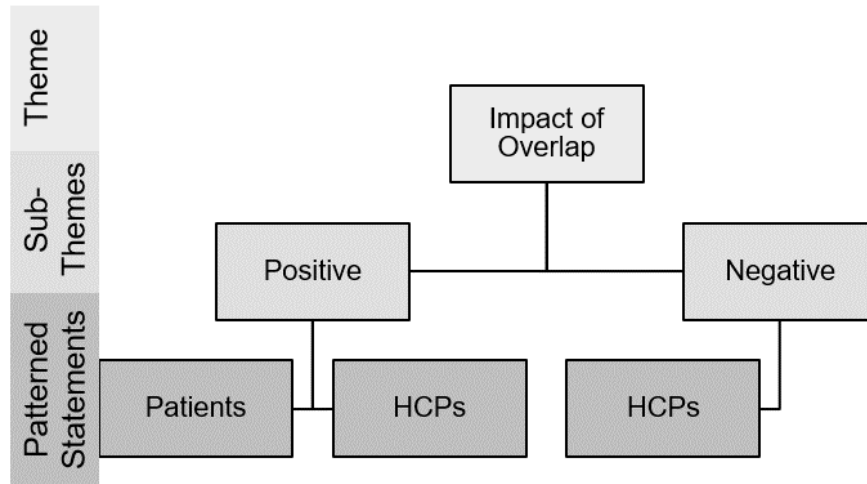 Theme
Impact of
Overlap
Sub-
Themes
Positive
Negative
Patterned
Statements
Patients
HCPs
HCPs